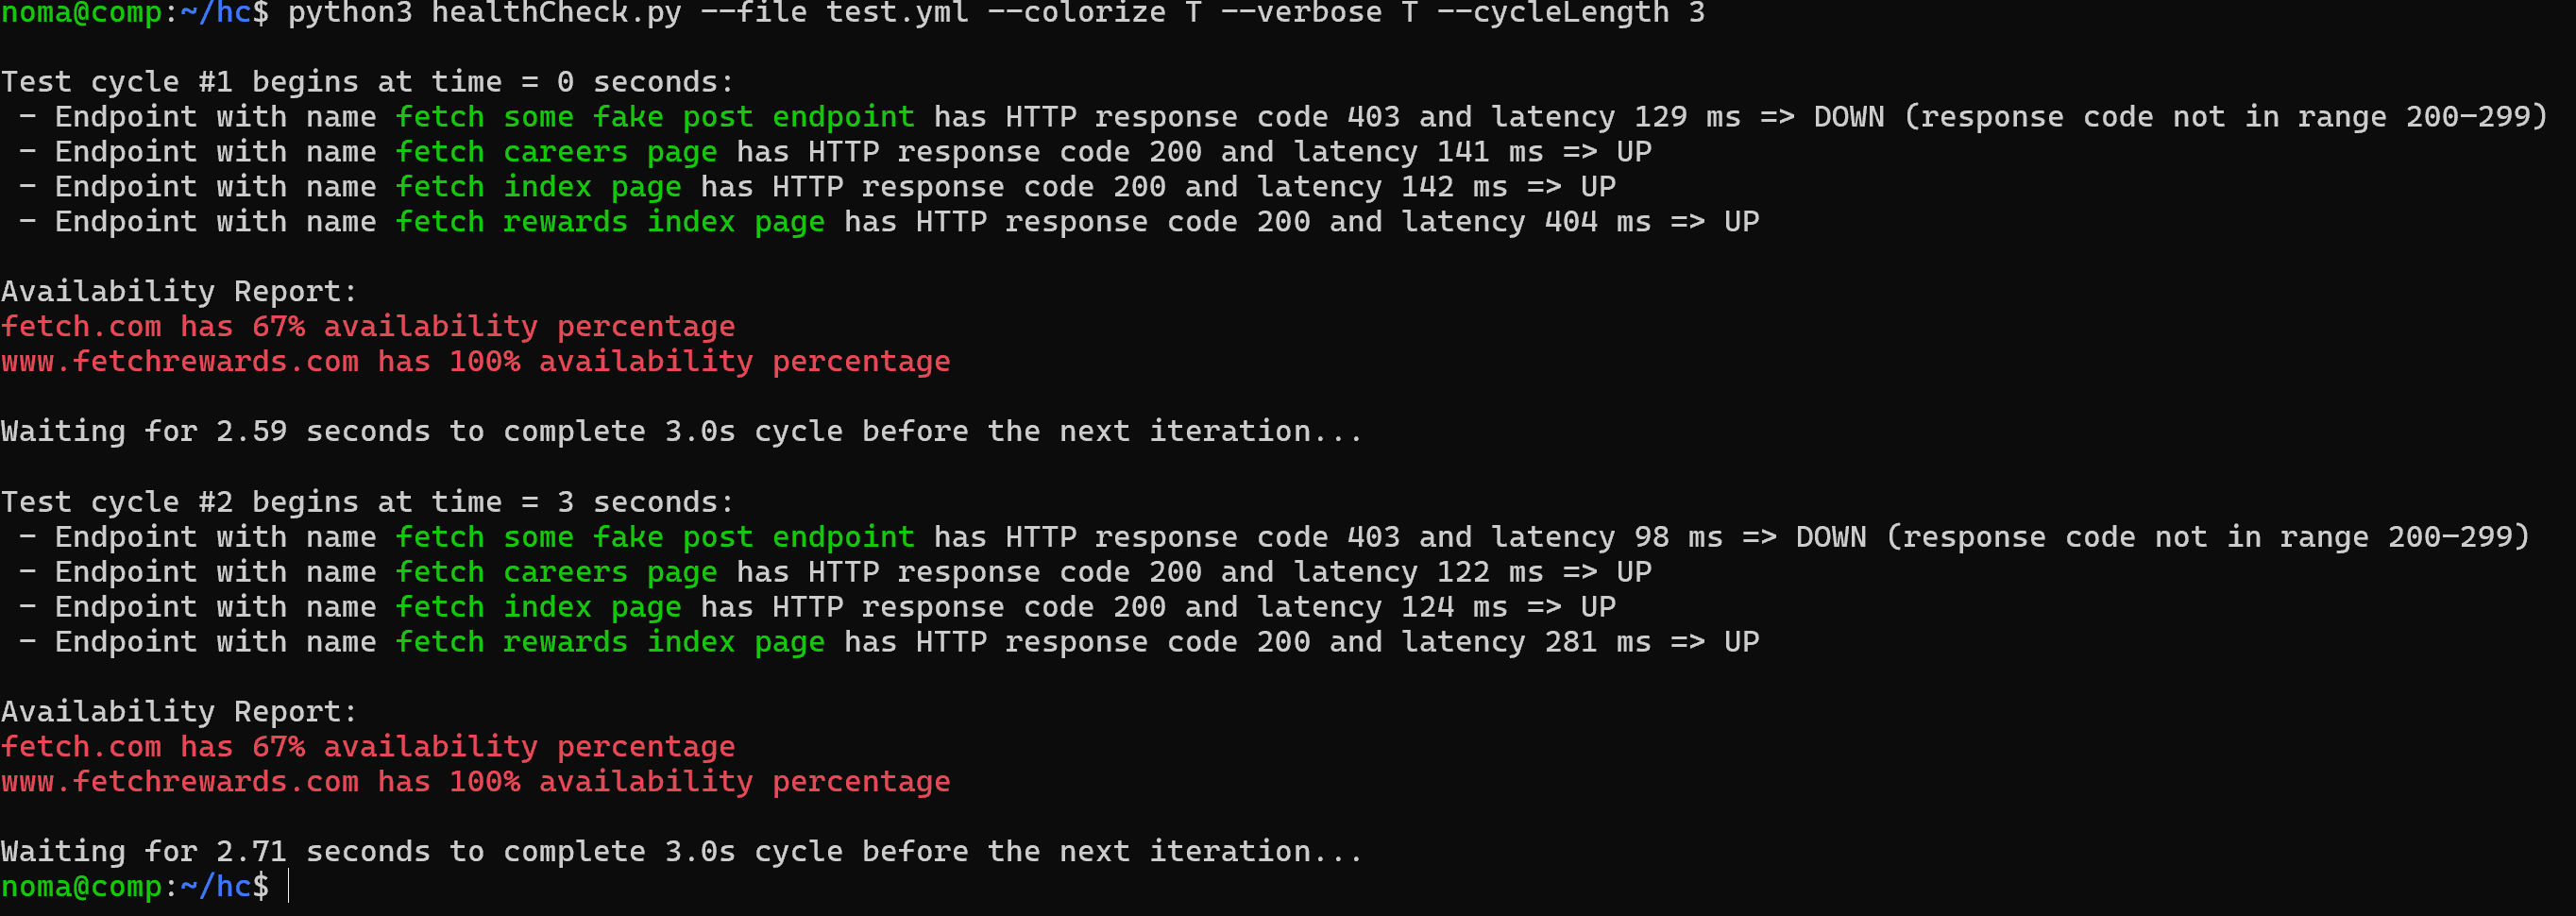 noma@comp:~/hc$ python3 healthCheck.py --file test.yml --colorize T --verbose T --cycleLength 3
Test cycle #1 begins at time = 0 seconds:
- Endpoint with name fetch some fake post endpoint has HTTP response code 403 and latency 129 ms => DOWN (response code not in range 200-299)
- Endpoint with name fetch careers page has HTTP response code 200 and latency 141 ms => UP
- Endpoint with name fetch index page has HTTP response code 200 and latency 142 ms => UP
- Endpoint with name fetch rewards index page has HTTP response code 200 and latency 404 ms => UP
Availability Report:
fetch.com has 67% availability percentage
www.fetchrewards.com has 100% availability percentage
Waiting for 2.59 seconds to complete 3.0s cycle before the next iteration...
Test cycle #2 begins at time = 3 seconds:
- Endpoint with name fetch some fake post endpoint has HTTP response code 403 and latency 98 ms => DOWN (response code not in range 200-299)
- Endpoint with name fetch careers page has HTTP response code 200 and latency 122 ms => UP
- Endpoint with name fetch index page has HTTP response code 200 and latency 124 ms => UP
- Endpoint with name fetch rewards index page has HTTP response code 200 and latency 281 ms => UP
Availability Report:
fetch.com has 67% availability percentage
www.fetchrewards.com has 100% availability percentage
Waiting for 2.71 seconds to complete 3.0s cycle before the next iteration...
noma@comp:~/hc$